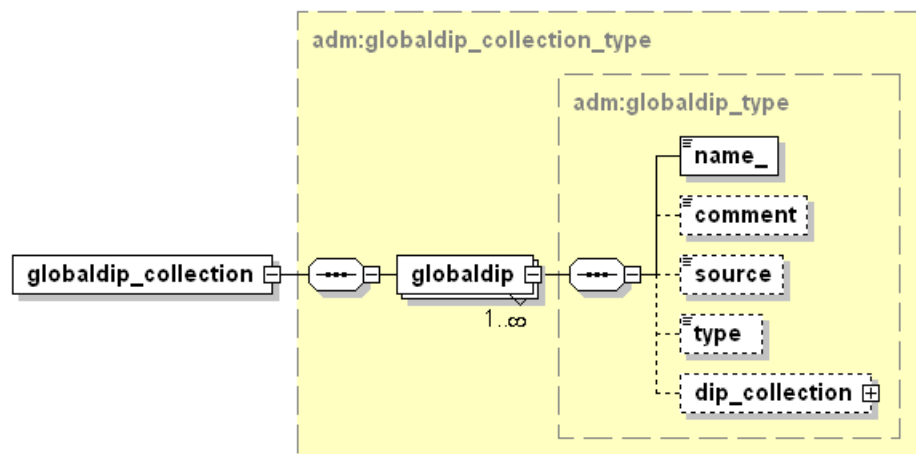 adm:globaldip_collection_type
adm:globaldip_type
name_
comment
globaldip_collection
globaldip
source
1..∞
type
dip_collection